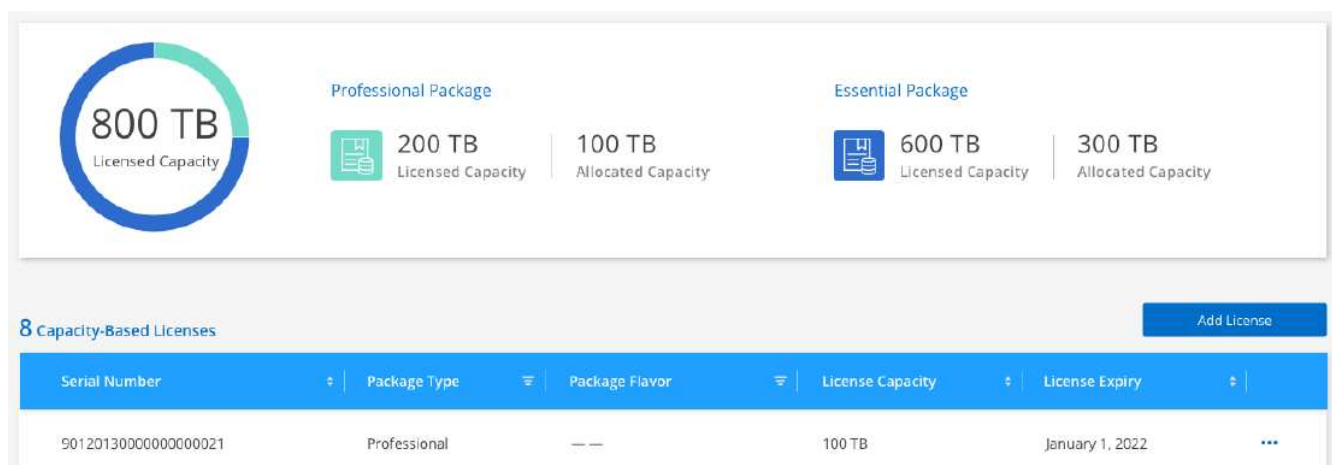 800 TB
Licensed Capacity
Professional Package
200 TB
Licensed Capacity
100 TB
Allocated Capacity
Essential Package
600 TB
Licensed Capacity
300 TB
Allocated Capacity
8 Capacity-Based Licenses
Add License
Serial Number Package Type Package Flavor License Capacity License Expiry
90120130000000000021 Professional — — 100 TB January 1, 2022